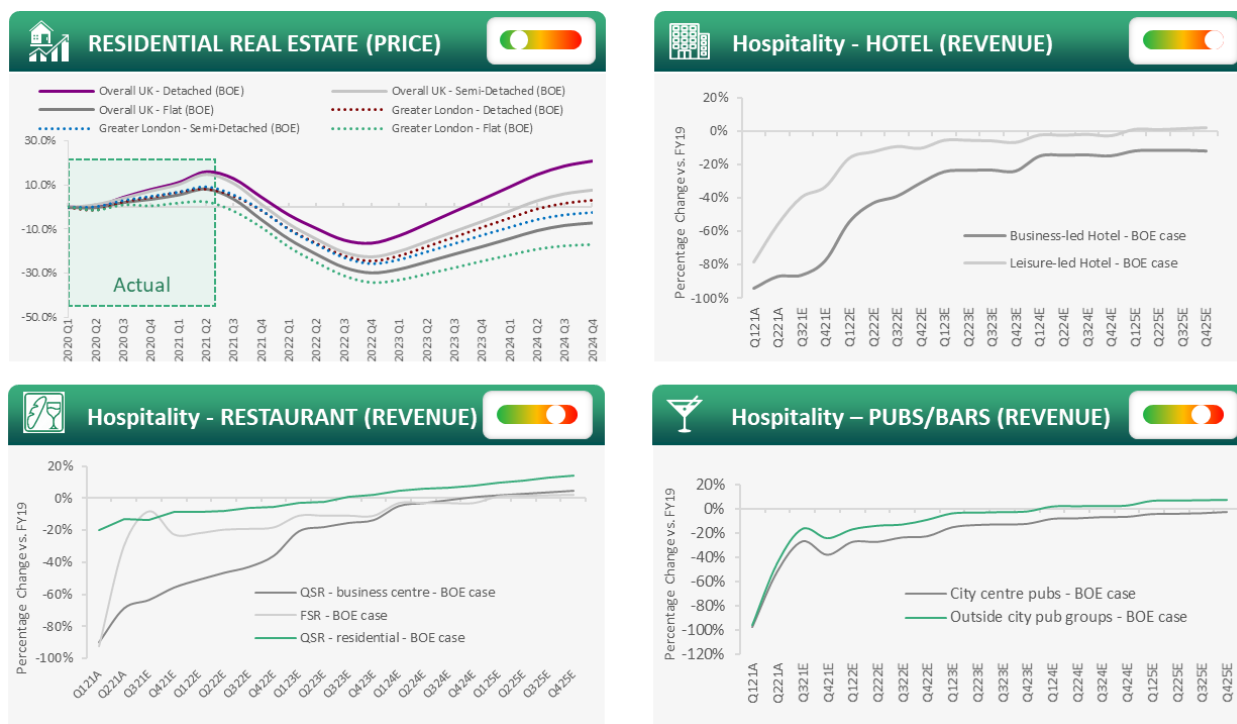 RESIDENTIAL REAL ESTATE (PRICE)
Overall UK - Detached (BOE)
Overall UK - Semi-Detached (BOE)
Overall UK - Flat (BOE)
Greater London - Detached (BOE)
Greater London - Semi-Detached (BOE)
Greater London - Flat (BOE)
30.0%
10.0%
-10.0%
-30.0%
-50.0%
Actual
2020 Q1
2020 Q2
2020 Q3
2020 Q4
2021 Q1
2021 Q2
2021 Q3
2021 Q4
2022 Q1
2022 Q2
2022 Q3
2022 Q4
2023 Q1
2023 Q2
2023 Q3
2023 Q4
2024 Q1
2024 Q2
2024 Q3
2024 Q4
Hospitality - HOTEL (REVENUE)
Percentage Change vs. FY19
20%
0%
-20%
-40%
-60%
-80%
-100%
Business-led Hotel - BOE case
Leisure-led Hotel - BOE case
Q121A
Q221A
Q321E
Q421E
Q122E
Q222E
Q322E
Q422E
Q123E
Q223E
Q323E
Q423E
Q124E
Q224E
Q324E
Q424E
Q125E
Q225E
Q325E
Q425E
Hospitality - RESTAURANT (REVENUE)
Percentage Change vs. FY19
20%
0%
-20%
-40%
-60%
-80%
-100%
QSR - business centre - BOE case
FSR - BOE case
QSR - residential - BOE case
Q121A
Q221A
Q321E
Q421E
Q122E
Q222E
Q322E
Q422E
Q123E
Q223E
Q323E
Q423E
Q124E
Q224E
Q324E
Q424E
Q125E
Q225E
Q325E
Q425E
Hospitality – PUBS/BARS (REVENUE)
Percentage Change vs. FY19
20%
0%
-20%
-40%
-60%
-80%
-100%
-120%
City centre pubs - BOE case
Outside city pub groups - BOE case
Q121A
Q221A
Q321E
Q421E
Q122E
Q222E
Q322E
Q422E
Q123E
Q223E
Q323E
Q423E
Q124E
Q224E
Q324E
Q424E
Q125E
Q225E
Q325E
Q425E